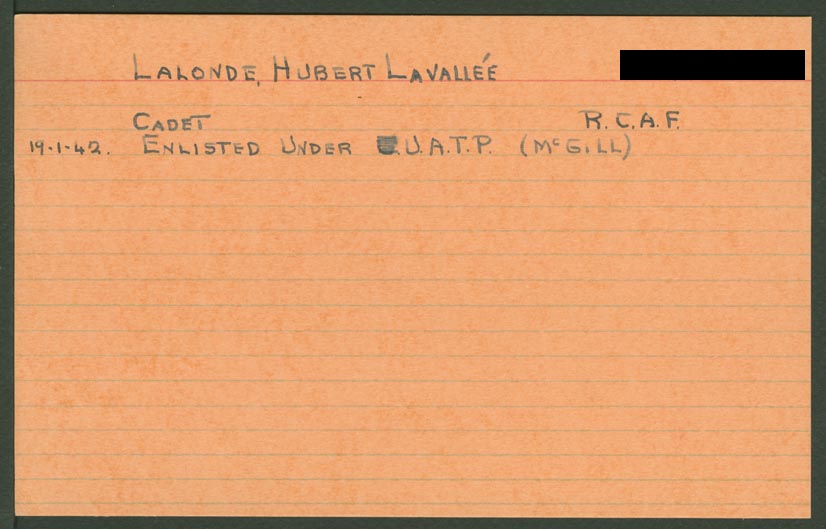 LALONDE, HUBERT LAVALLÉE
CADET R.C.A.F.
19.1.42. ENLISTED UNDER U.A.T.P. (McGILL)